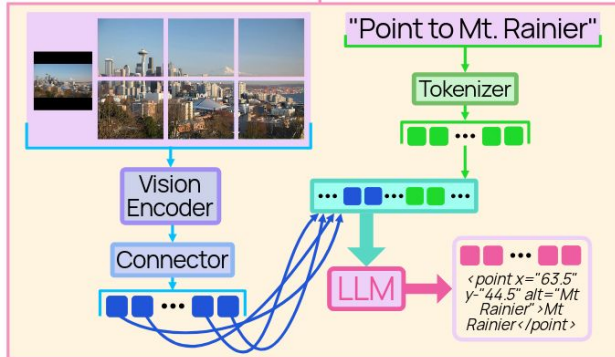 "Point to Mt. Rainier"
Tokenizer
...
Vision
Encoder
... ... ...
Connector
LLM
...
...
<point x="63.5"
y-"44.5" alt="Mt
Rainier" >Mt
Rainier</point>